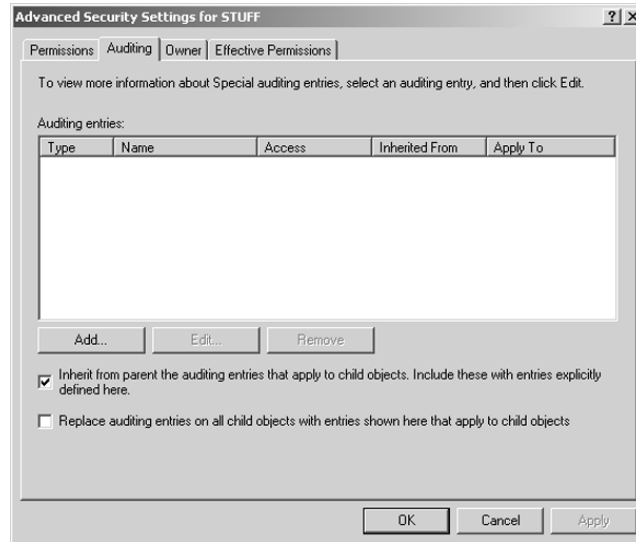 Advanced Security Settings for STUFF
Permissions Auditing Owner Effective Permissions
To view more information about Special auditing entries, select an auditing entry, and then click Edit.
Auditing entries:
Type Name Access Inherited From Apply To
Add... Edit... Remove
Inherit from parent the auditing entries that apply to child objects. Include these with entries explicitly
defined here.
Replace auditing entries on all child objects with entries shown here that apply to child objects
OK Cancel Apply